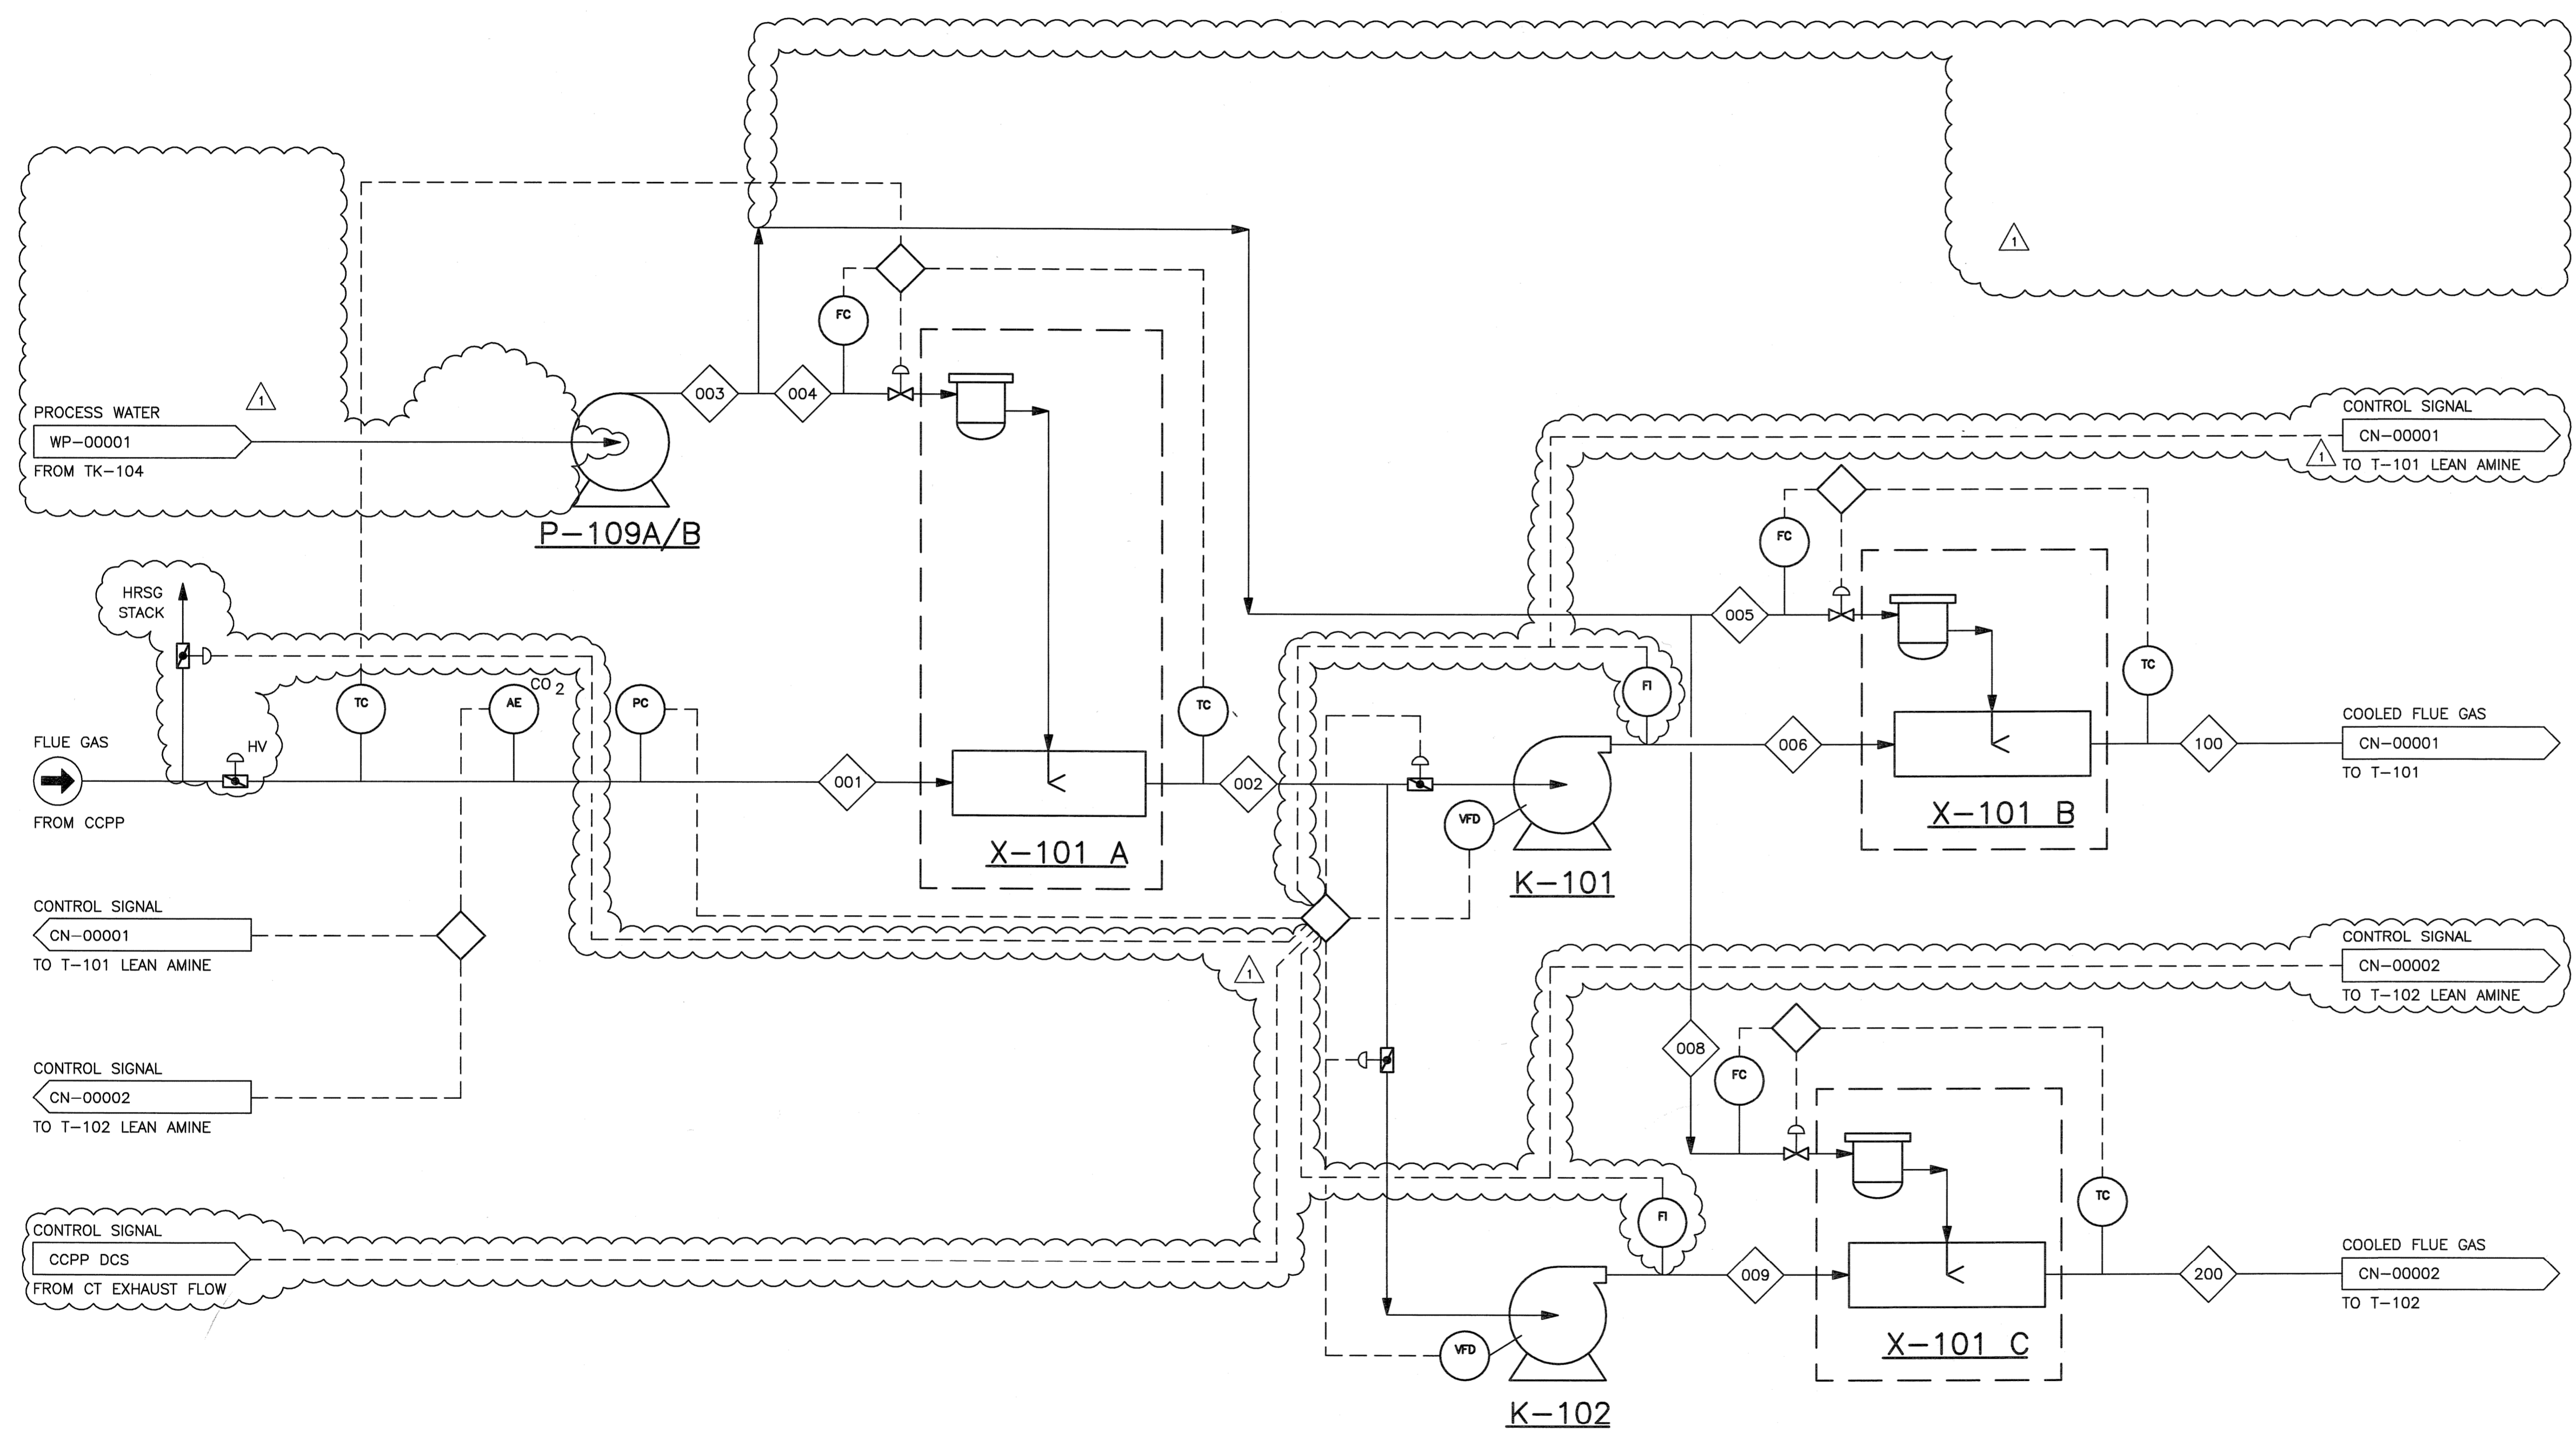 1
FC
003
004
PROCESS WATER
1
WP-00001
FROM TK-104
P-109A/B
CONTROL SIGNAL
CN-00001
1
TO T-101 LEAN AMINE
FC
005
TC
HRSG
STACK
HV
TC
AE
CO 2
PC
TC
FI
FLUE GAS
FROM CCPP
001
X-101 A
002
VFD
K-101
006
X-101 B
100
COOLED FLUE GAS
CN-00001
TO T-101
CONTROL SIGNAL
CN-00001
TO T-101 LEAN AMINE
1
CONTROL SIGNAL
CN-00002
TO T-102 LEAN AMINE
CONTROL SIGNAL
CN-00002
TO T-102 LEAN AMINE
008
FC
TC
FI
CONTROL SIGNAL
CCPP DCS
FROM CT EXHAUST FLOW
VFD
K-102
009
X-101 C
200
COOLED FLUE GAS
CN-00002
TO T-102